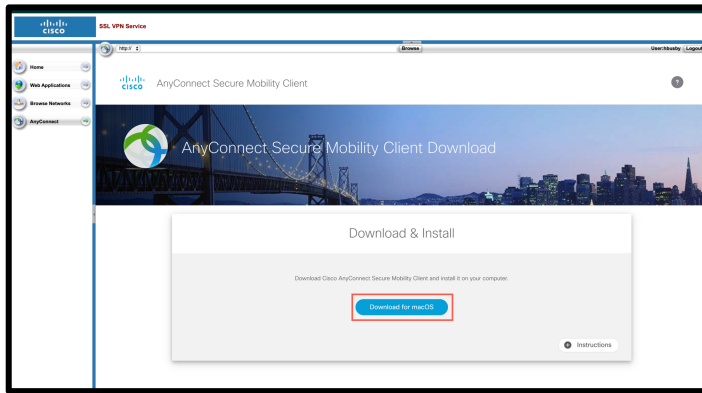 CISCO
SSL VPN Service
http://
Browse
User:hbusby
Logout
Home
Web Applications
Browse Networks
AnyConnect
CISCO
AnyConnect Secure Mobility Client
?
AnyConnect Secure Mobility Client Download
Download & Install
Download Cisco AnyConnect Secure Mobility Client and install it on your computer.
Download for macOS
Instructions